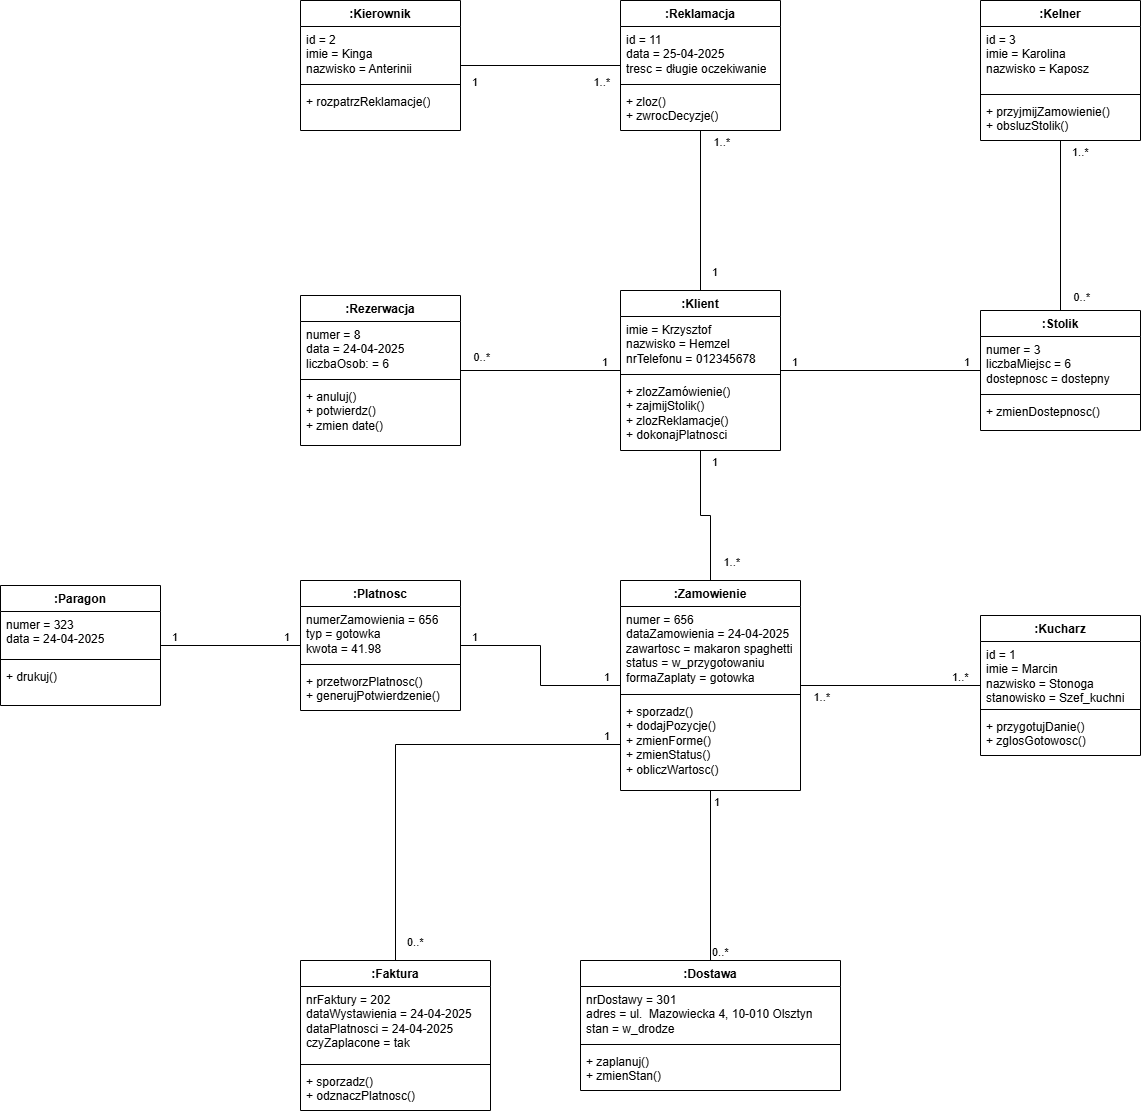 :Kierownik
id = 2
imie = Kinga
nazwisko = Anterinii
+ rozpatrzReklamacje()
1
1..*
:Reklamacja
id = 11
data = 25-04-2025
tresc = długie oczekiwanie
+ zloz()
+ zwrocDecyzje()
1..*
1
:Kelner
id = 3
imie = Karolina
nazwisko = Kaposz
+ przyjmijZamowienie()
+ obsluzStolik()
1..*
0..*
:Rezerwacja
numer = 8
data = 24-04-2025
liczbaOsob: = 6
+ anuluj()
+ potwierdz()
+ zmien date()
0..*
1
:Klient
imie = Krzysztof
nazwisko = Hemzel
nrTelefonu = 012345678
+ zlozZamówienie()
+ zajmijStolik()
+ zlozReklamacje()
+ dokonajPlatnosci
1
1
:Stolik
numer = 3
liczbaMiejsc = 6
dostepnosc = dostepny
+ zmienDostepnosc()
1
1..*
:Paragon
numer = 323
data = 24-04-2025
+ drukuj()
1
1
:Platnosc
numerZamowienia = 656
typ = gotowka
kwota = 41.98
+ przetworzPlatnosc()
+ generujPotwierdzenie()
1
1
:Zamowienie
numer = 656
dataZamowienia = 24-04-2025
zawartosc = makaron spaghetti
status = w_przygotowaniu
formaZaplaty = gotowka
+ sporzadz()
+ dodajPozycje()
+ zmienForme()
+ zmienStatus()
+ obliczWartosc()
1..*
1..*
:Kucharz
id = 1
imie = Marcin
nazwisko = Stonoga
stanowisko = Szef_kuchni
+ przygotujDanie()
+ zglosGotowosc()
1
1
0..*
0..*
:Faktura
nrFaktury = 202
dataWystawienia = 24-04-2025
dataPlatnosci = 24-04-2025
czyZaplacone = tak
+ sporzadz()
+ odznaczPlatnosc()
:Dostawa
nrDostawy = 301
adres = ul.  Mazowiecka 4, 10-010 Olsztyn
stan = w_drodze
+ zaplanuj()
+ zmienStan()